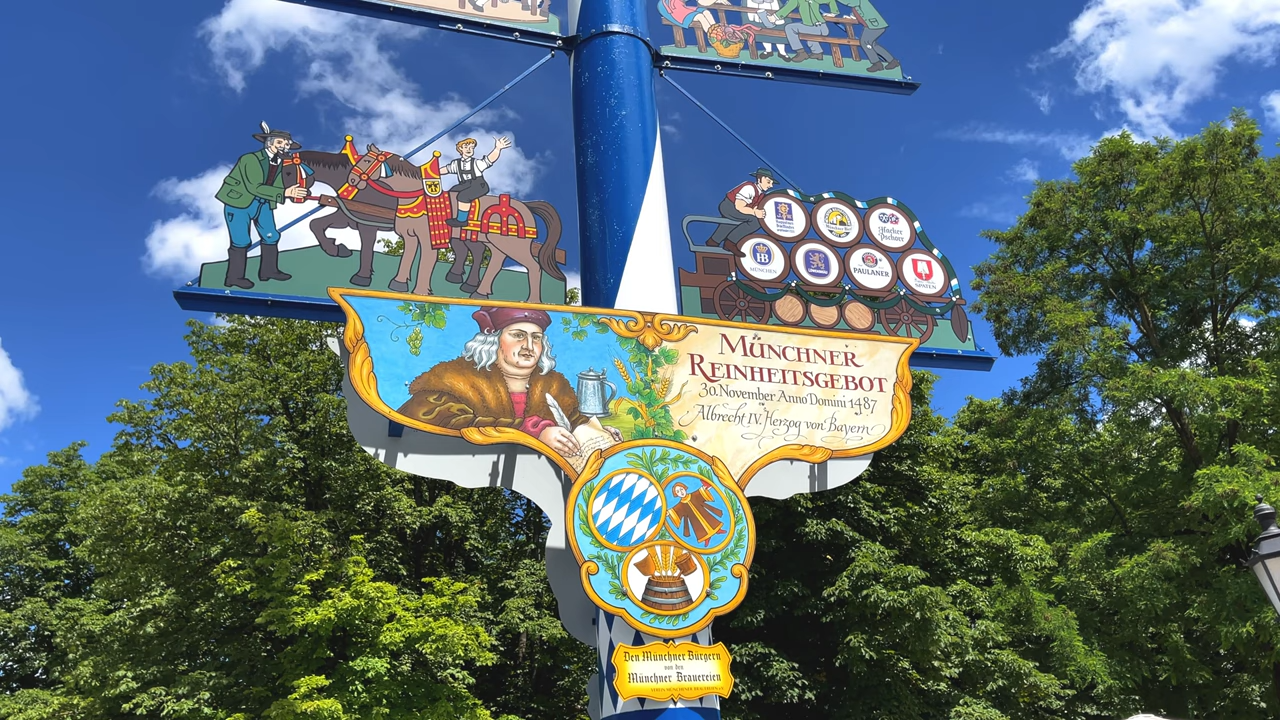 Hacker
Pschorr
HB
MÜNCHEN
PAULANER
SPATEN
MÜNCHNER
REINHEITSGEBOT
30. November Anno Domini 1487
Albrecht IV. Herzog von Bayern
Den Münchner Bürgern
von den
Münchner Brauereien